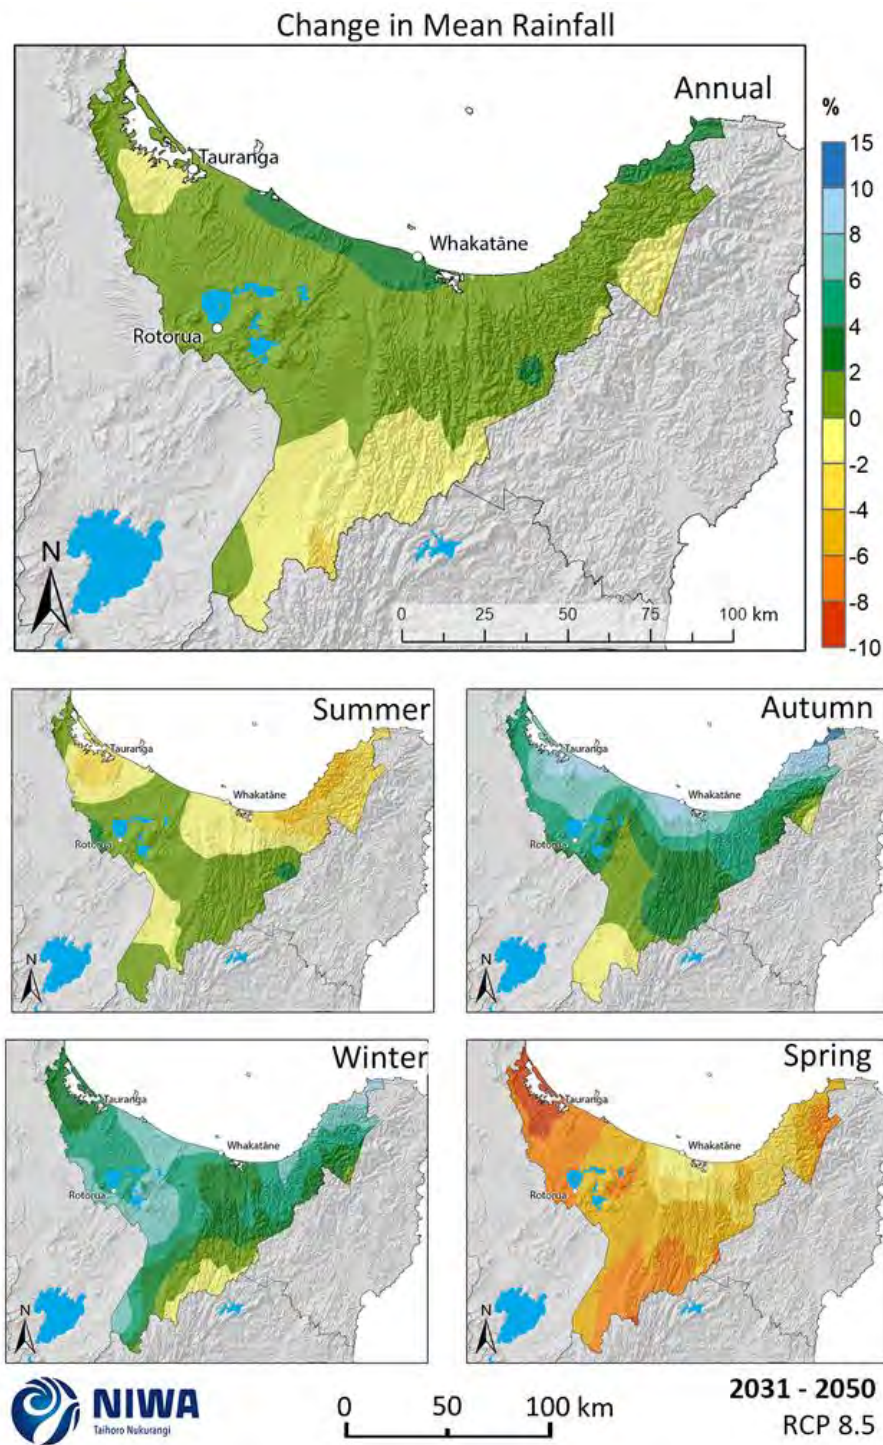 Change in Mean Rainfall
Annual
%
15
10
8
6
4
2
0
-2
-4
-6
-8
-10
Tauranga
Whakatāne
Rotorua
N
0 25 50 75 100 km
Summer
Tauranga
Whakatāne
Rotorua
N
Autumn
Tauranga
Whakatāne
Rotorua
N
Winter
Tauranga
Whakatāne
Rotorua
N
Spring
Tauranga
Whakatāne
Rotorua
N
NIWA
Taihoro Nukurangi
0 50 100 km
2031 - 2050
RCP 8.5